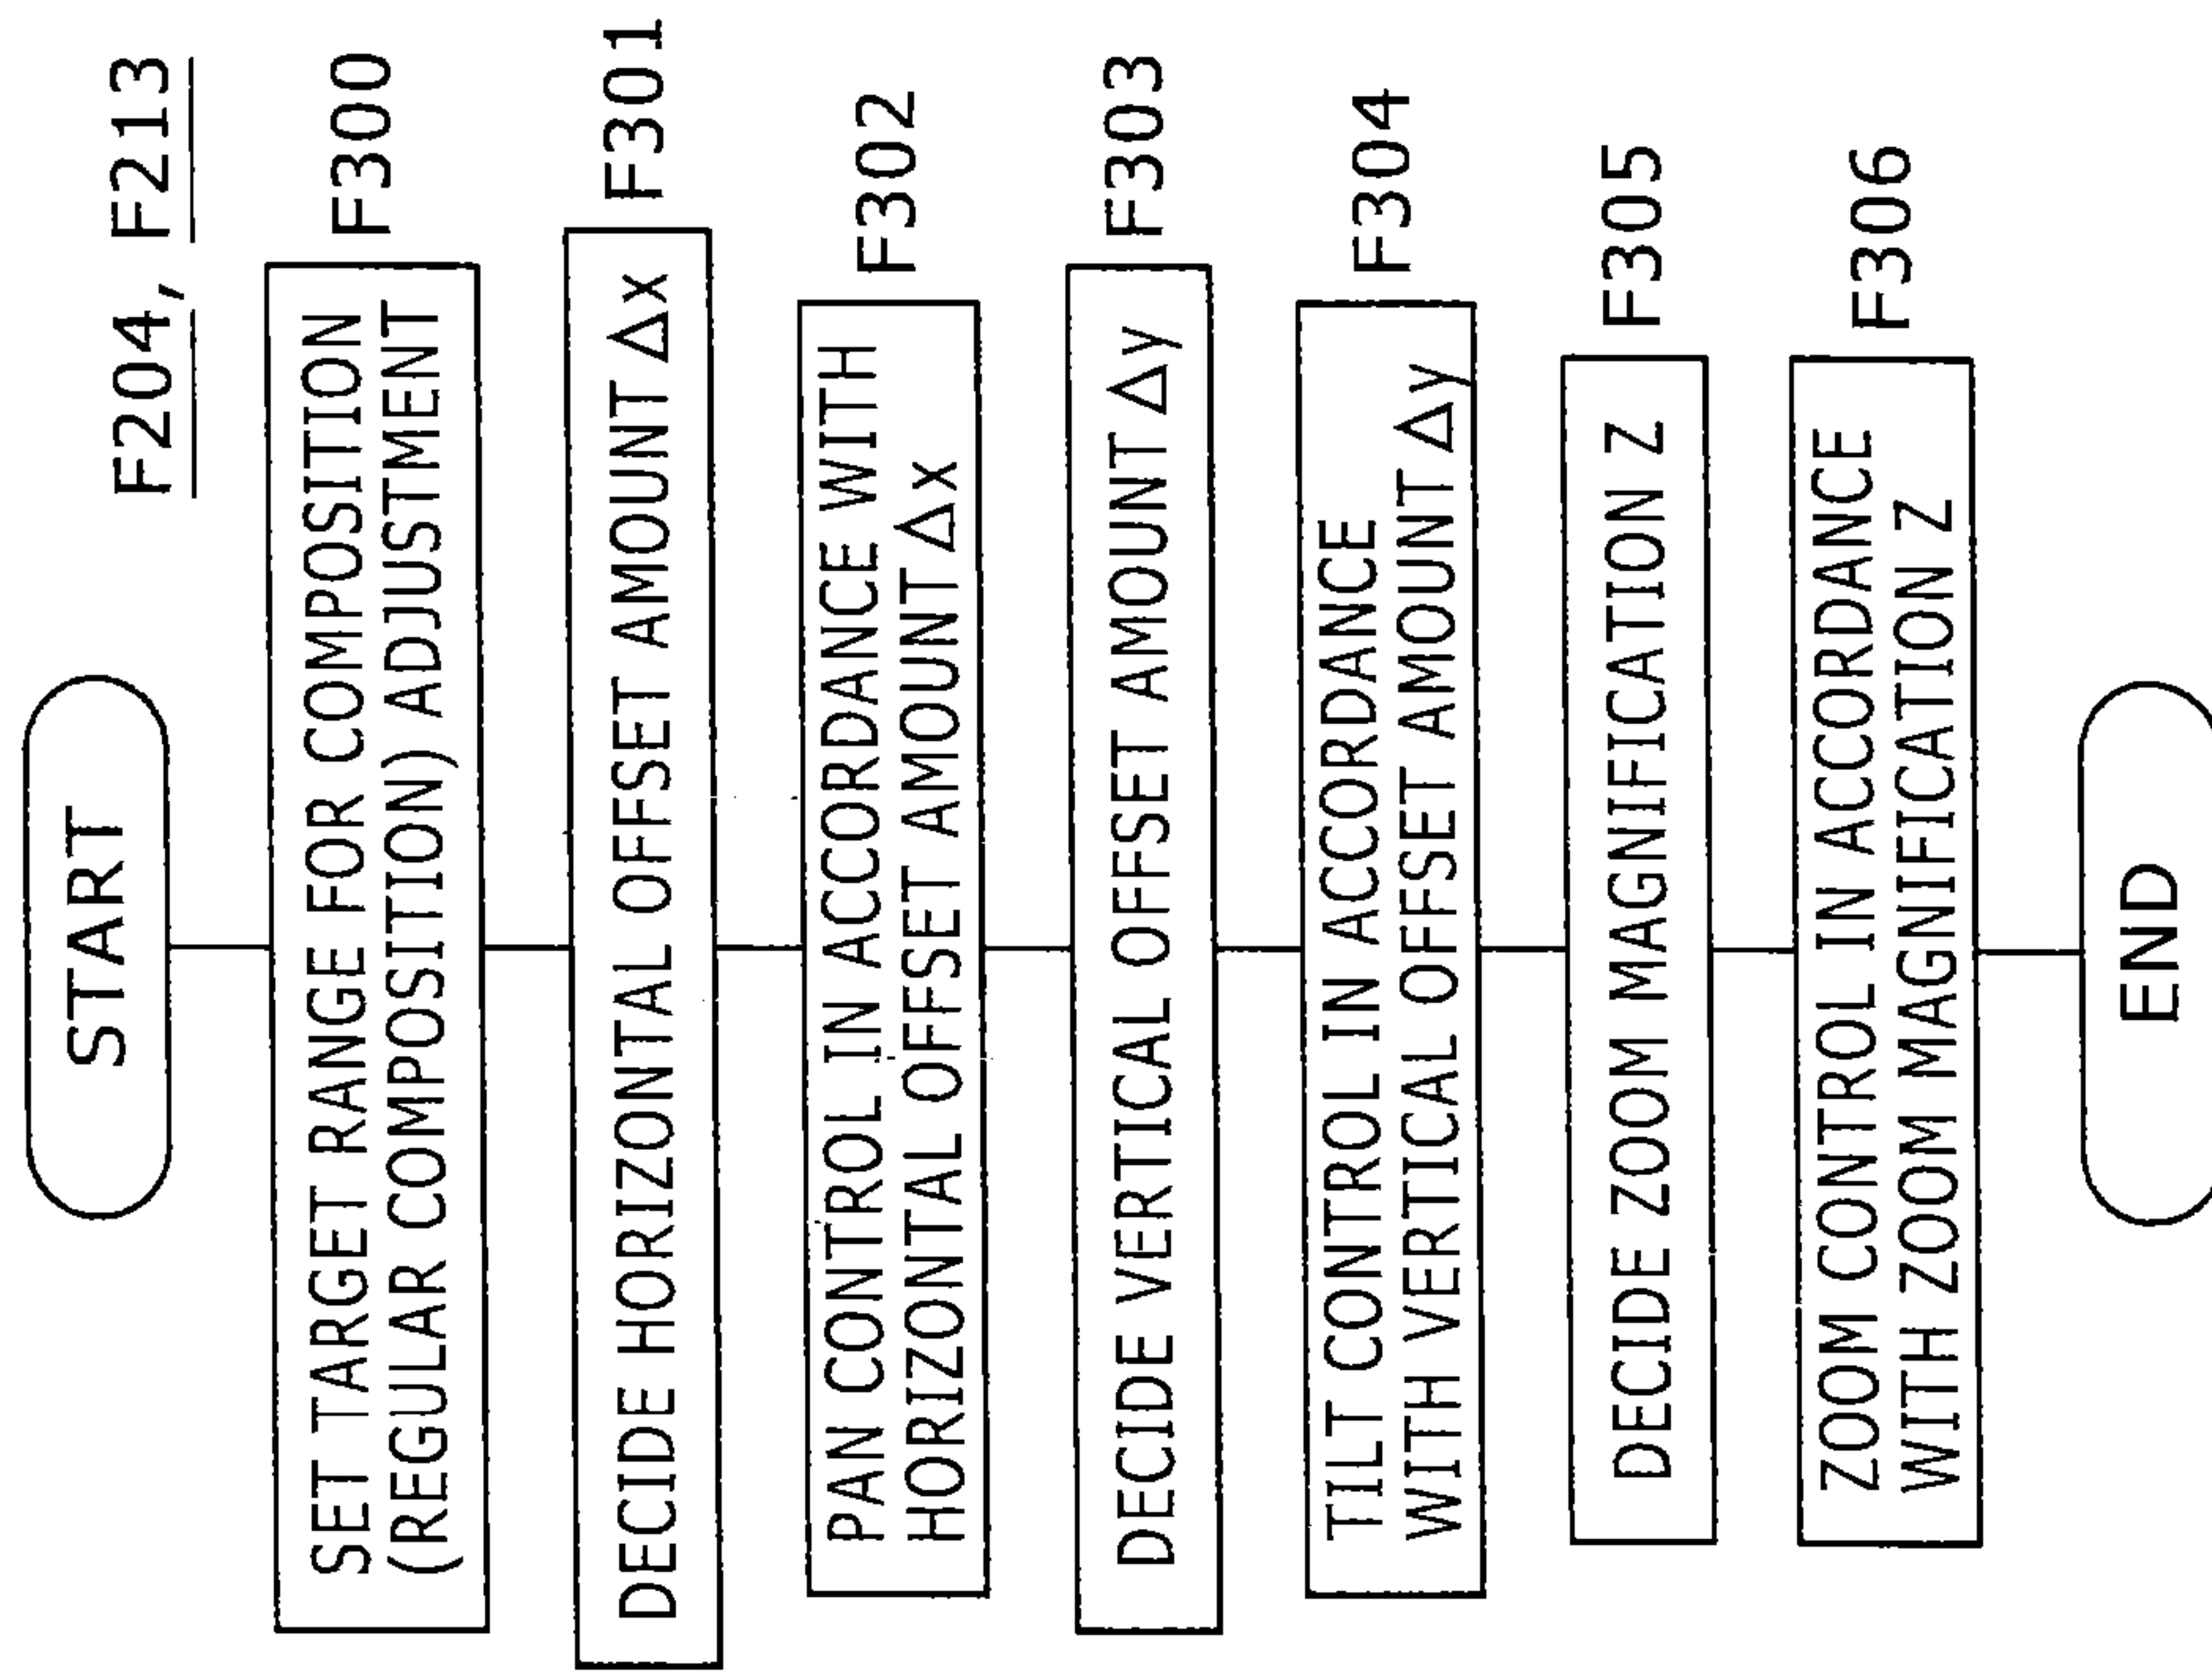 F204, F213
START
SET TARGET RANGE FOR COMPOSITION
(REGULAR COMPOSITION) ADJUSTMENT
F300
DECIDE HORIZONTAL OFFSET AMOUNT Δx
F301
PAN CONTROL IN ACCORDANCE WITH
HORIZONTAL OFFSET AMOUNT Δx
F302
DECIDE VERTICAL OFFSET AMOUNT Δy
F303
TILT CONTROL IN ACCORDANCE
WITH VERTICAL OFFSET AMOUNT Δy
F304
DECIDE ZOOM MAGNIFICATION Z
F305
ZOOM CONTROL IN ACCORDANCE
WITH ZOOM MAGNIFICATION Z
F306
END